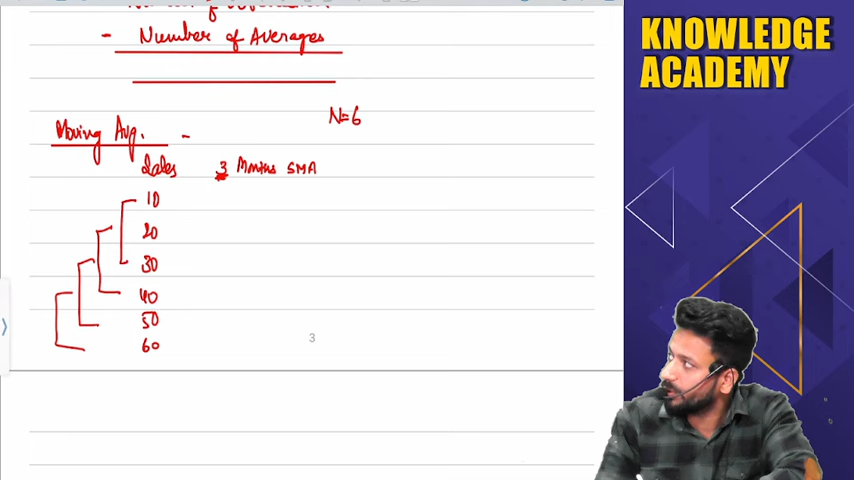 - Number of Averages
N=6
Moving Avg. -
Sales 3 Months SMA
10
20
30
40
50
60
3
KNOWLEDGE
ACADEMY